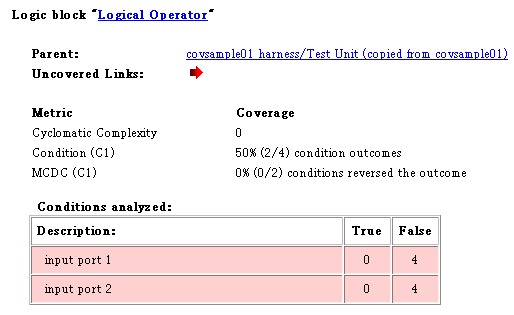 Logic block "Logical Operator"
Parent: covsample01 harness/Test Unit (copied from covsample01)
Uncovered Links:
Metric Coverage
Cyclomatic Complexity 0
Condition (C1) 50% (2/4) condition outcomes
MCDC (C1) 0% (0/2) conditions reversed the outcome
Conditions analyzed:
Description: True False
input port 1 0 4
input port 2 0 4